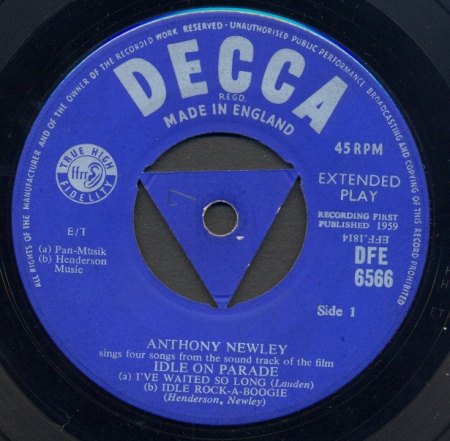 ALL RIGHTS OF THE MANUFACTURER AND OF THE OWNER OF THE RECORDED WORK RESERVED - UNAUTHORISED PUBLIC PERFORMANCE, BROADCASTING AND COPYING OF THIS RECORD PROHIBITED
DECCA
REGD.
MADE IN ENGLAND
45 RPM
TRUE HIGH
ffrr
FIDELITY
EXTENDED
PLAY
RECORDING FIRST
PUBLISHED 1959
EFF.1814
E/T
(a) Pan-Musik
(b) Henderson
Music
DFE
6566
Side 1
ANTHONY NEWLEY
sings four songs from the sound track of the film
IDLE ON PARADE
(a) I'VE WAITED SO LONG (Lauden)
(b) IDLE ROCK-A-BOOGIE
(Henderson, Newley)